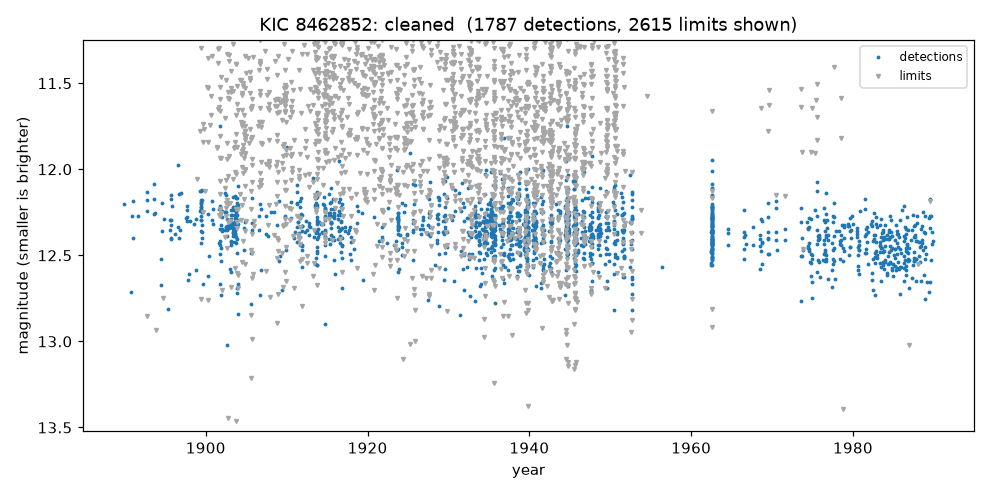 KIC 8462852: cleaned  (1787 detections, 2615 limits shown)
detections
limits
magnitude (smaller is brighter)
11.5
12.0
12.5
13.0
13.5
1900
1920
1940
1960
1980
year